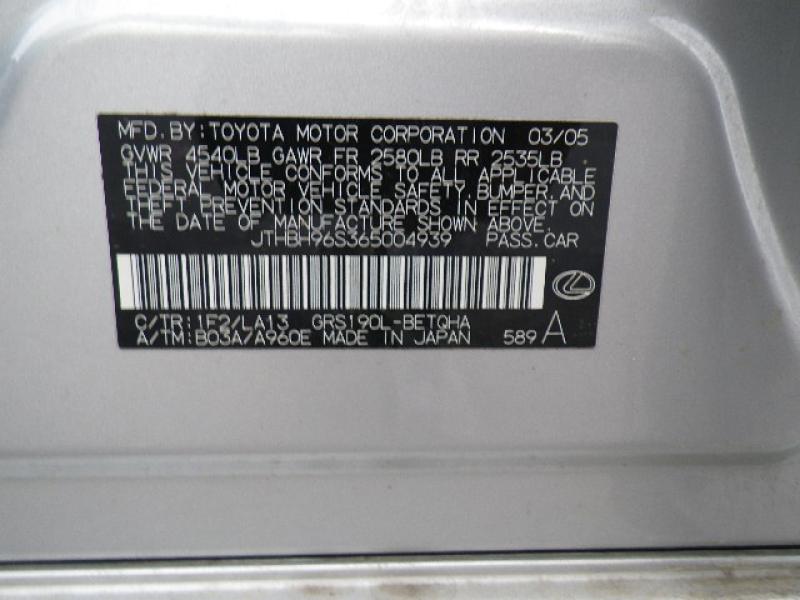 MFD. BY: TOYOTA MOTOR CORPORATION 03/05
GVWR 4540LB GAWR FR 2580LB RR 2535LB
THIS VEHICLE CONFORMS TO ALL APPLICABLE
FEDERAL MOTOR VEHICLE SAFETY, BUMPER, AND
THEFT PREVENTION STANDARDS IN EFFECT ON
THE DATE OF MANUFACTURE SHOWN ABOVE.
JTHBH96S365004939 PASS. CAR
C/TR: 1F2/LA13 GRS190L-BETQHA
A/TM: B03A/A960E MADE IN JAPAN 589 A